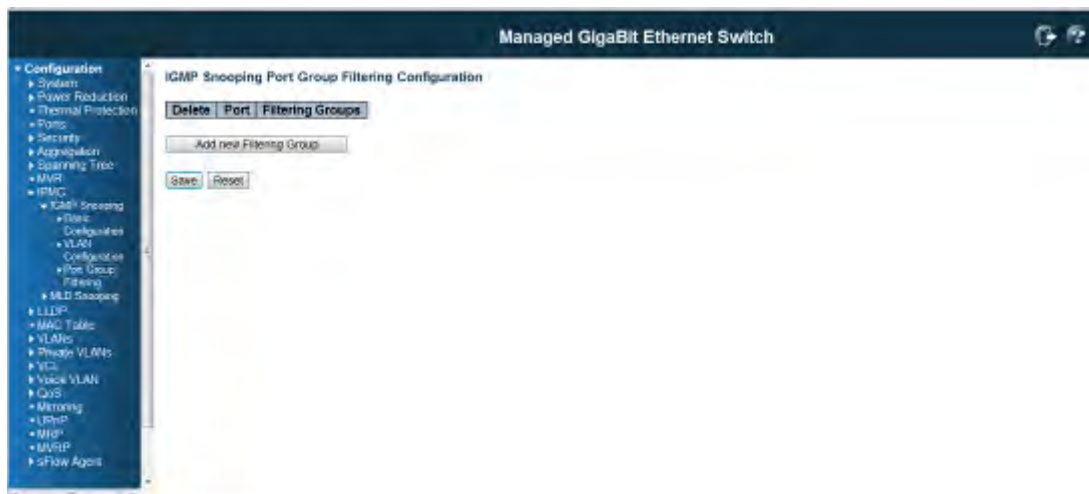 Managed GigaBit Ethernet Switch
Configuration
System
Power Reduction
Thermal Protection
Ports
Security
Aggregation
Spanning Tree
MVR
IPMC
IGMP Snooping
Basic
Configuration
VLAN
Configuration
Port Group
Filtering
MLD Snooping
LLDP
MAC Table
VLANs
Private VLANs
VCL
Voice VLAN
QoS
Mirroring
UPnP
MRP
MVRP
sFlow Agent
IGMP Snooping Port Group Filtering Configuration
Delete Port Filtering Groups
Add new Filtering Group
Save Reset